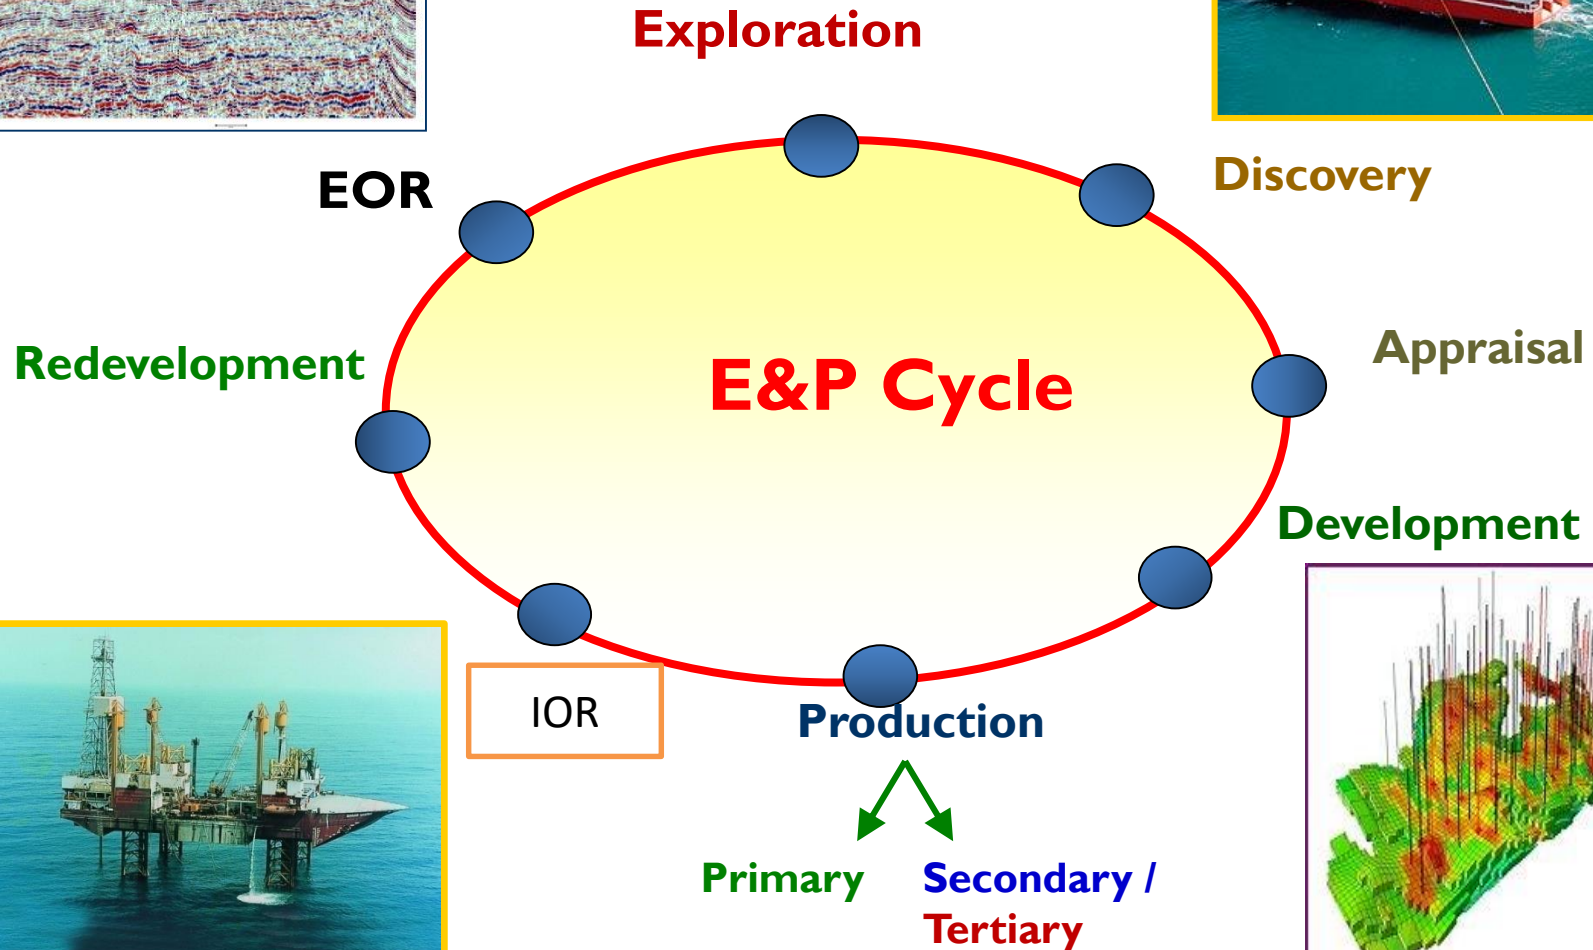 Exploration
EOR
Discovery
Redevelopment
E&P Cycle
Appraisal
Development
IOR
Production
Primary
Secondary /
Tertiary